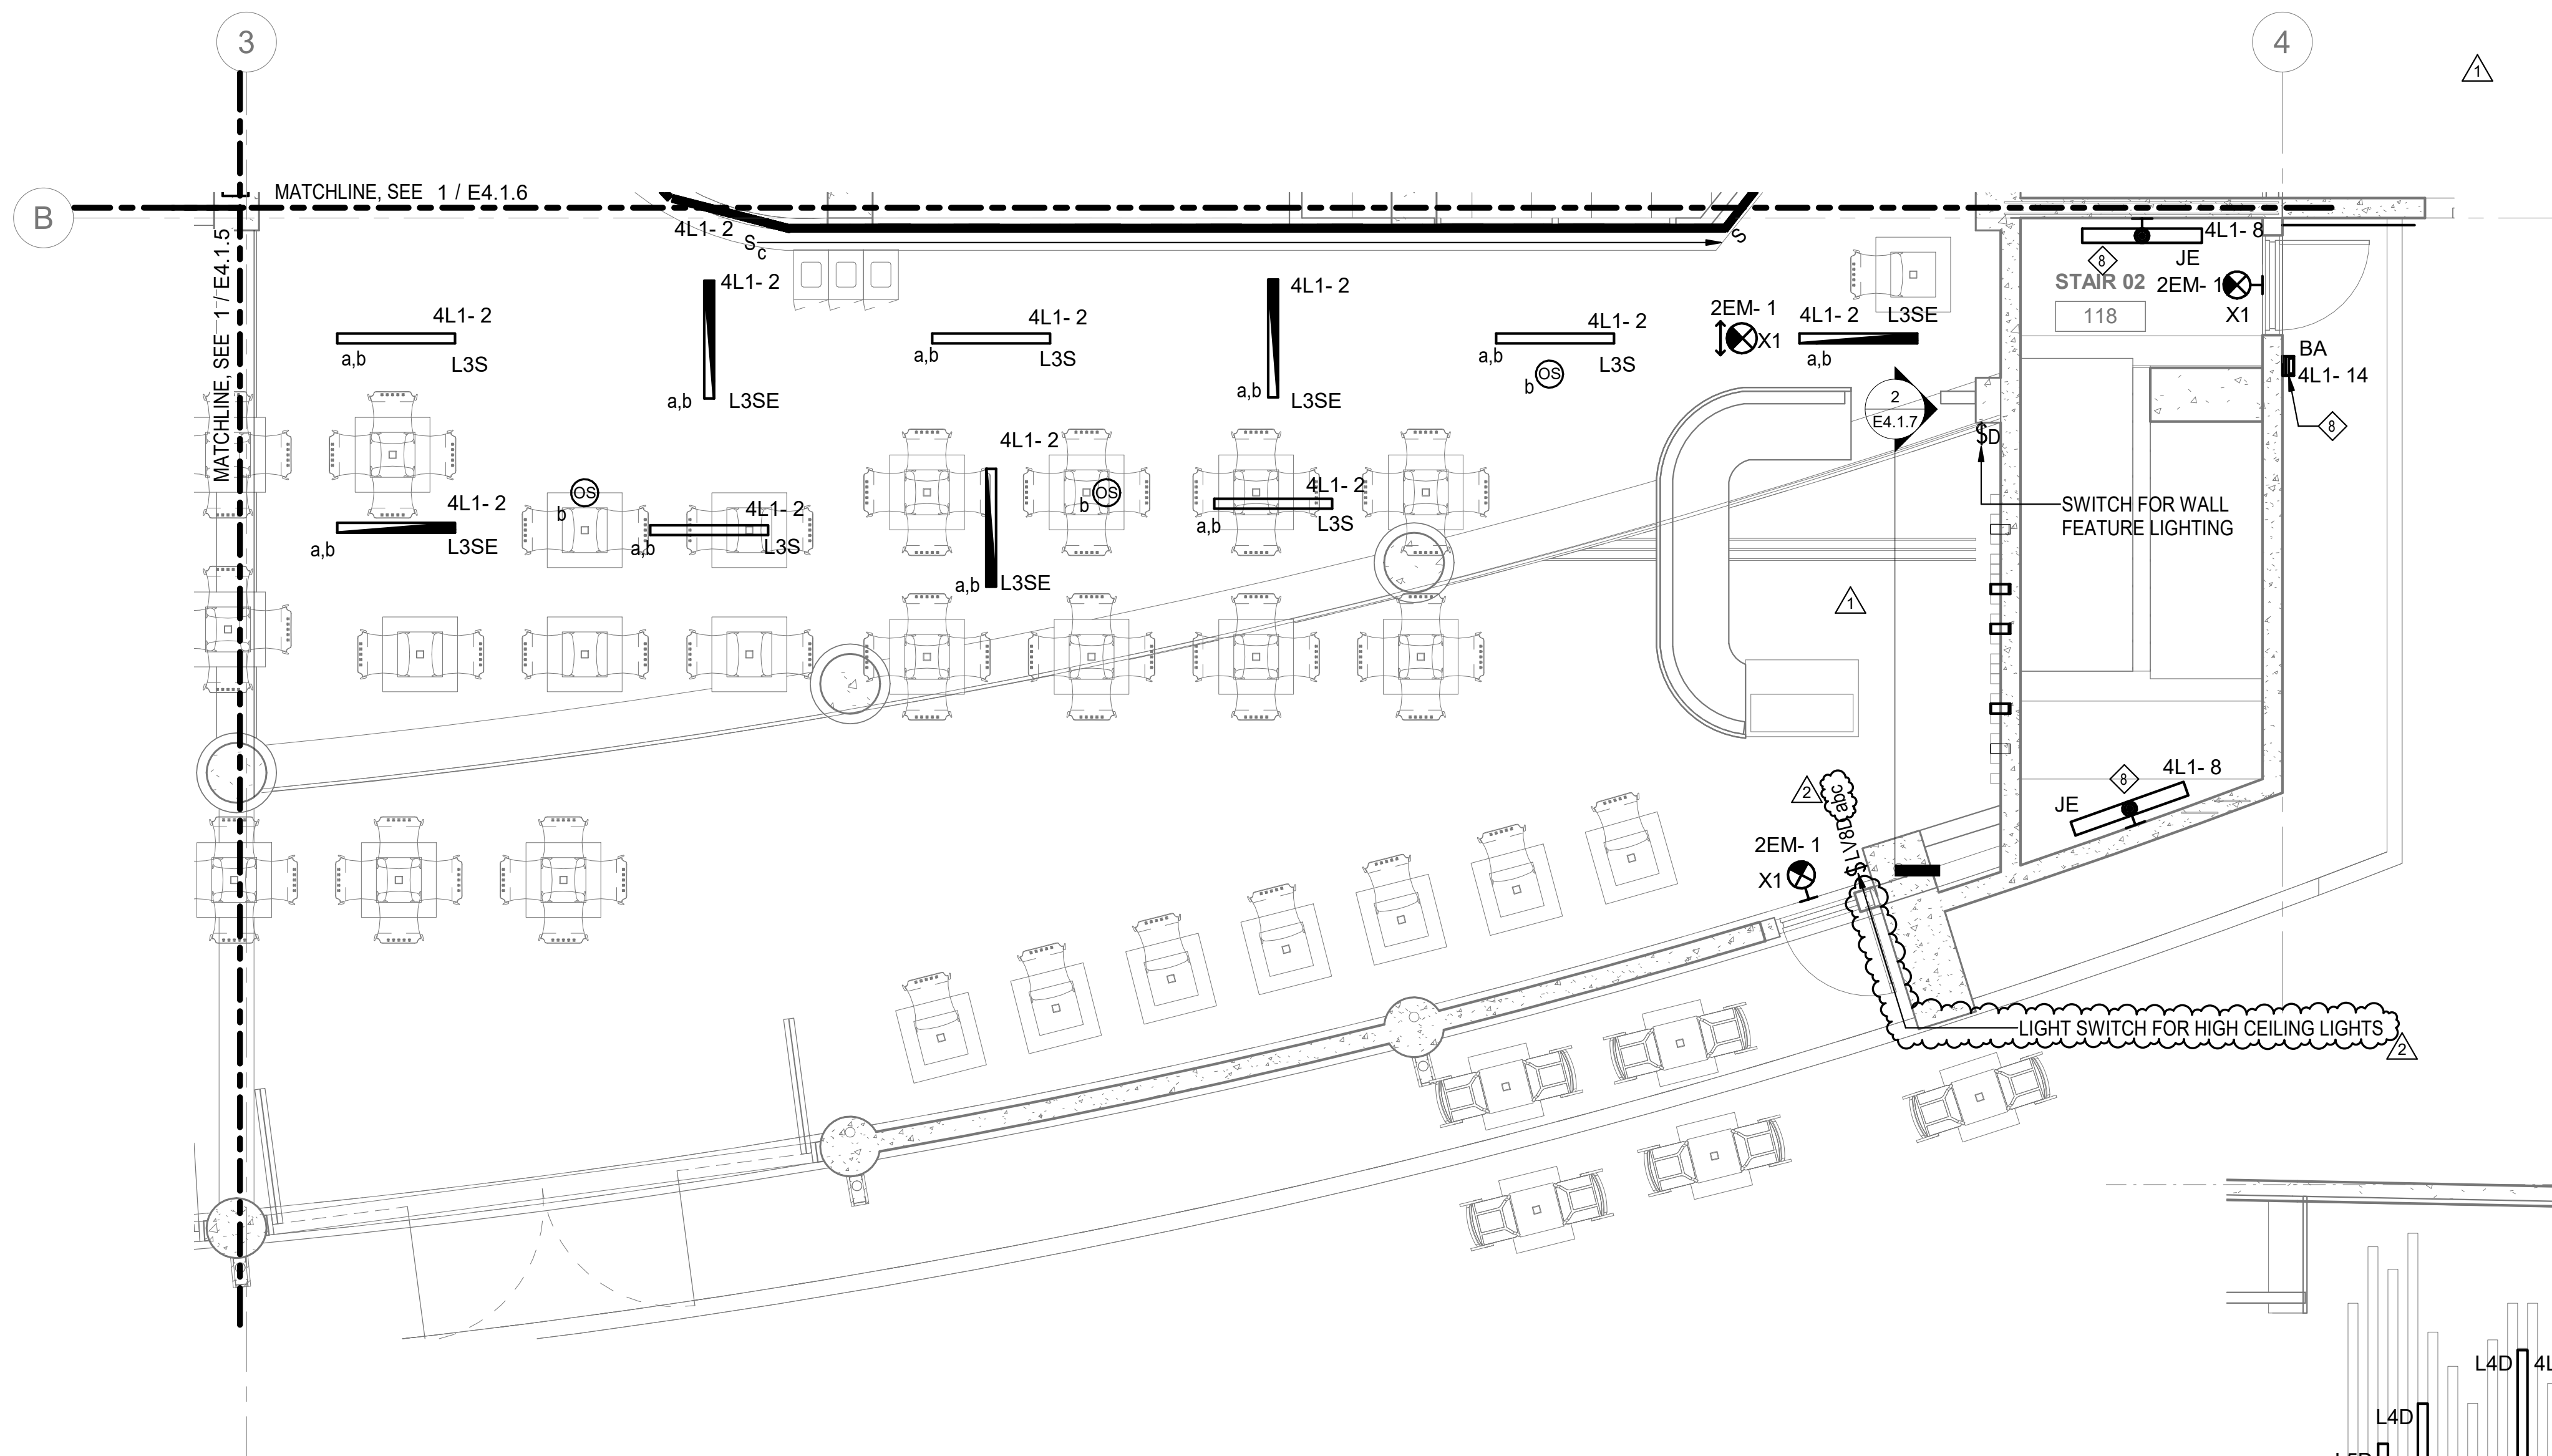 3
4
1
MATCHLINE, SEE 1 / E4.1.6
B
MATCHLINE, SEE 1 / E4.1.5
4L1- 2
S
c
S
4L1- 8
8
JE
STAIR 02
118
2EM- 1
X1
4L1- 2
4L1- 2
4L1- 2
a,b
L3S
a,b
L3SE
4L1- 2
a,b
L3S
a,b
L3SE
4L1- 2
a,b
L3S
OS
b
2EM- 1
X1
4L1- 2
L3SE
a,b
BA
4L1- 14
8
2
E4.1.7
$D
SWITCH FOR WALL
FEATURE LIGHTING
4L1- 2
a,b
L3SE
OS
b
4L1- 2
a,b
L3S
4L1- 2
a,b
L3SE
OS
b
4L1- 2
a,b
L3S
1
2
$LV8Dabc
2EM- 1
X1
8
4L1- 8
JE
LIGHT SWITCH FOR HIGH CEILING LIGHTS
2
L4D
4L
L4D